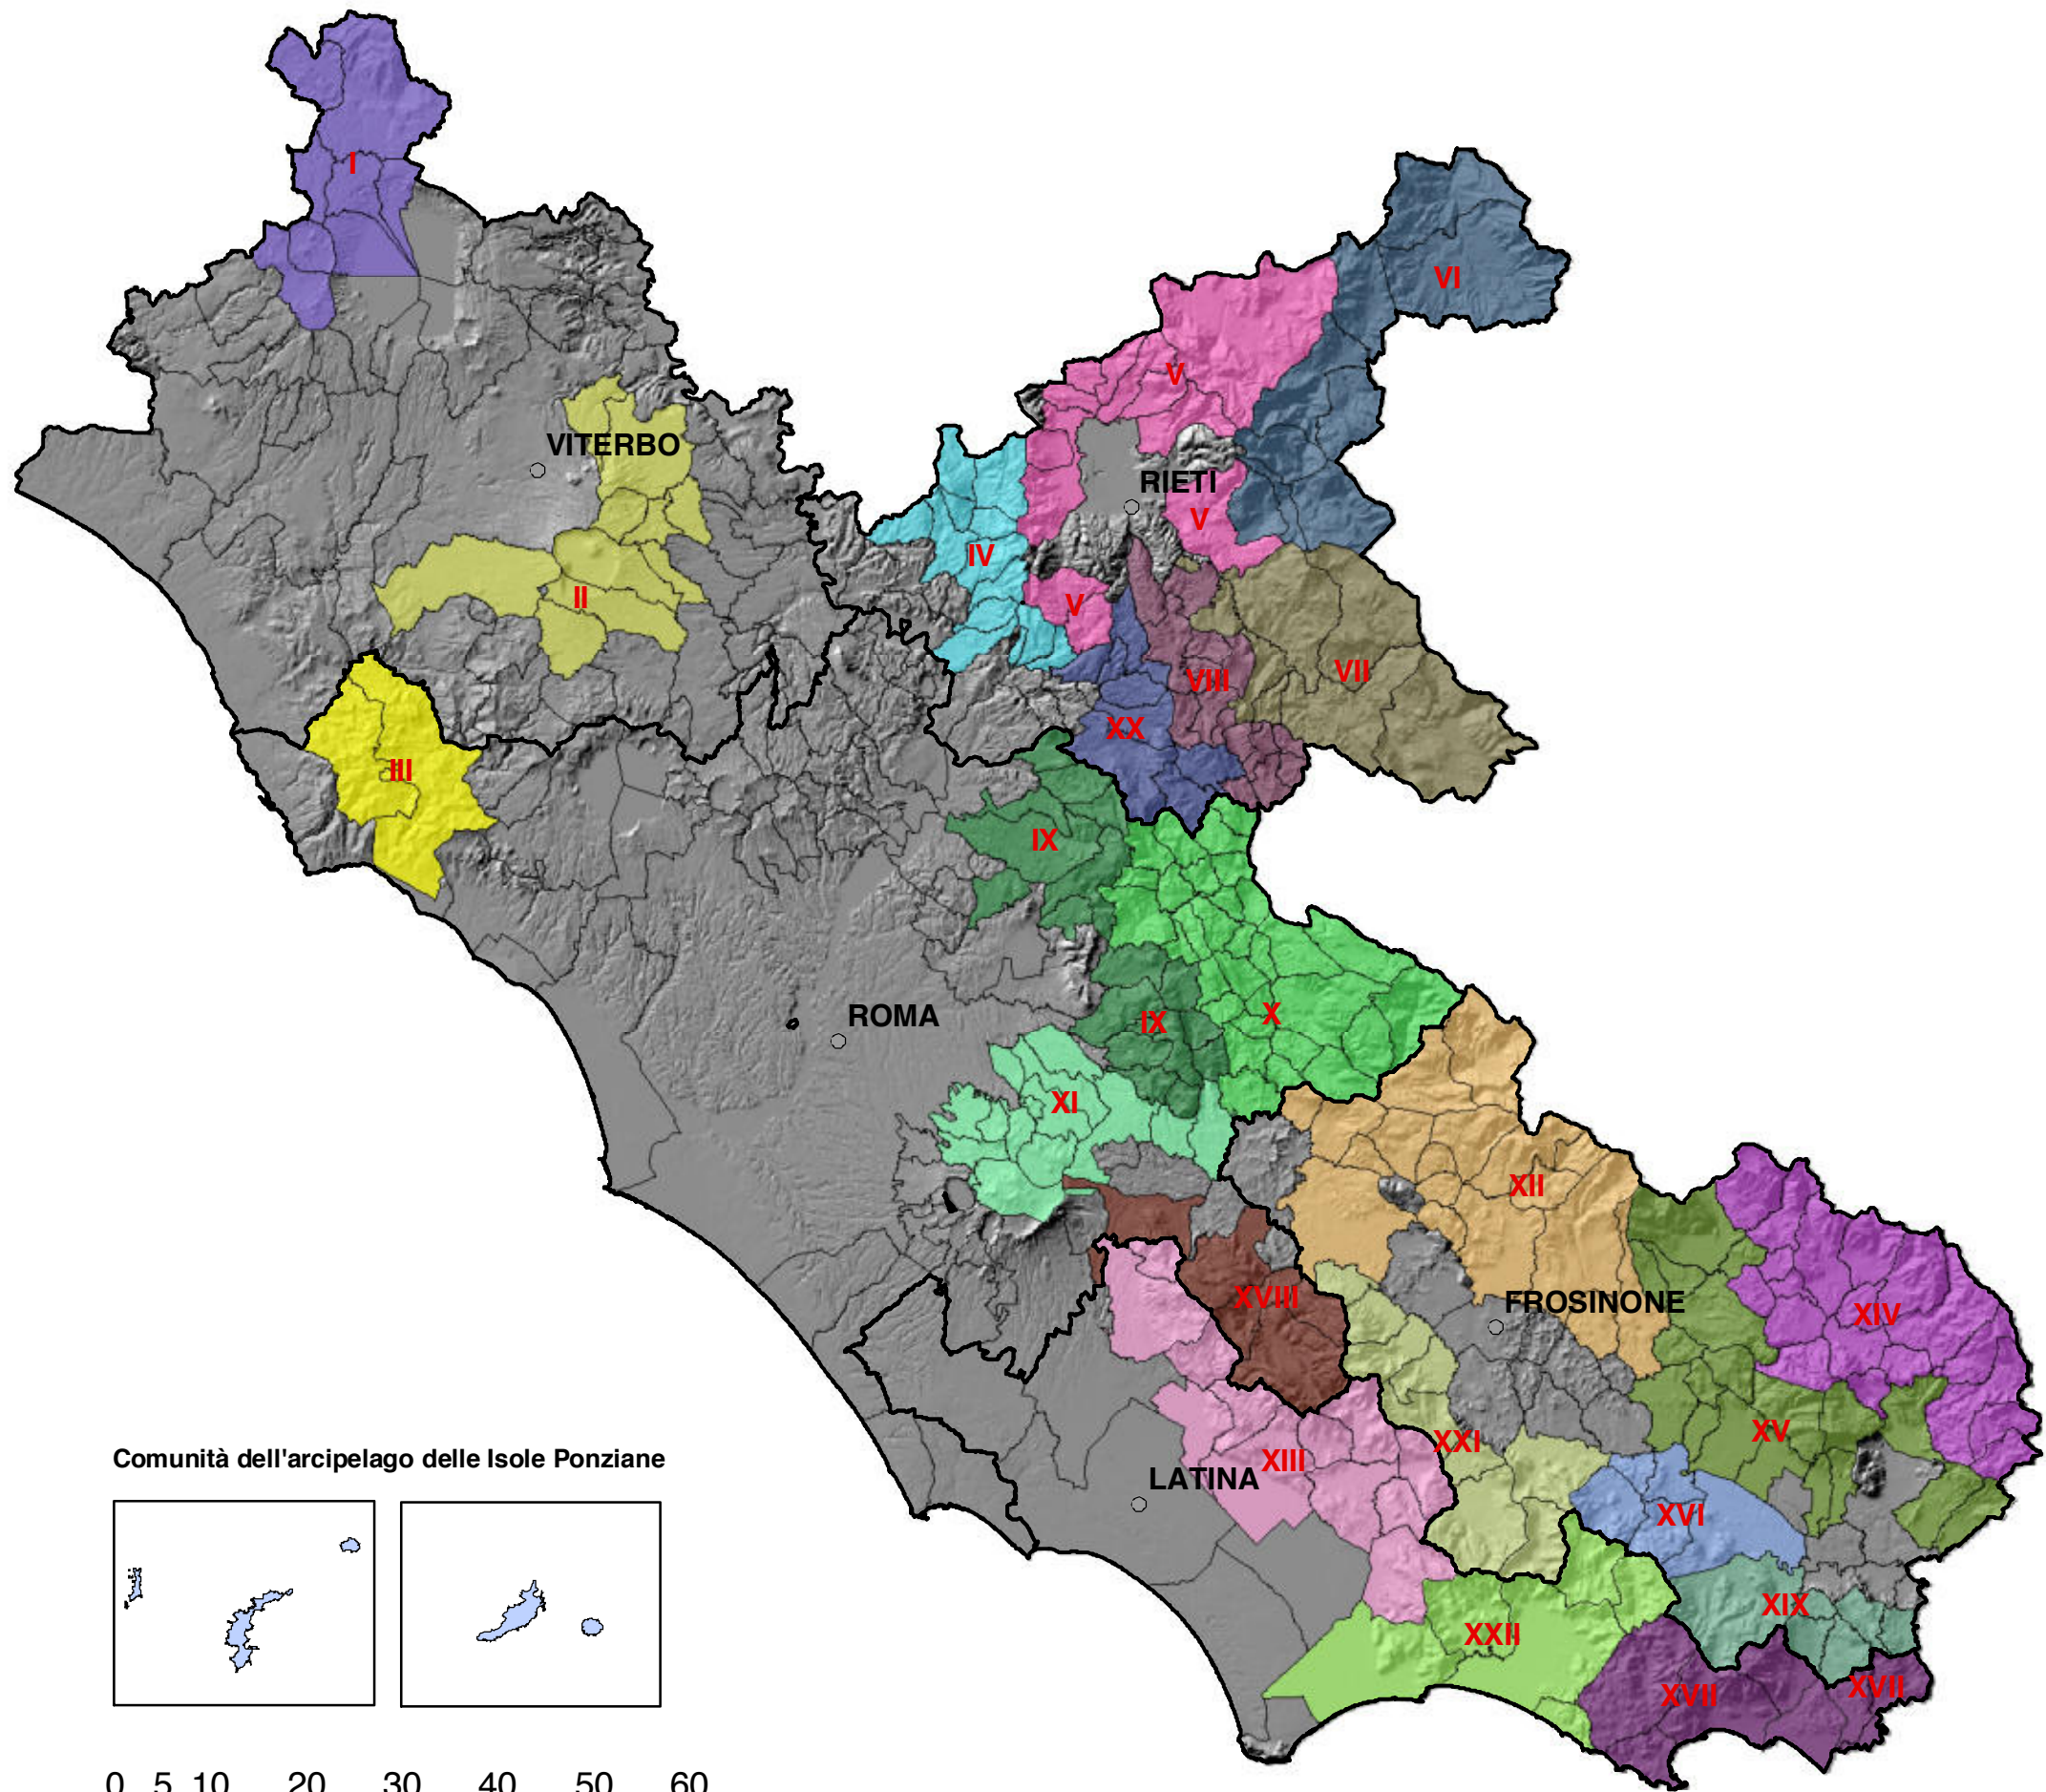 I
VI
V
VITERBO
RIETI
V
IV
II
V
VII
VIII
XX
III
IX
X
ROMA
IX
XI
XII
XVIII
FROSINONE
XIV
XV
XXI
Comunità dell'arcipelago delle Isole Ponziane
XIII
LATINA
XVI
XIX
XXII
XVII
XVII
0 5 10 20 30 40 50 60